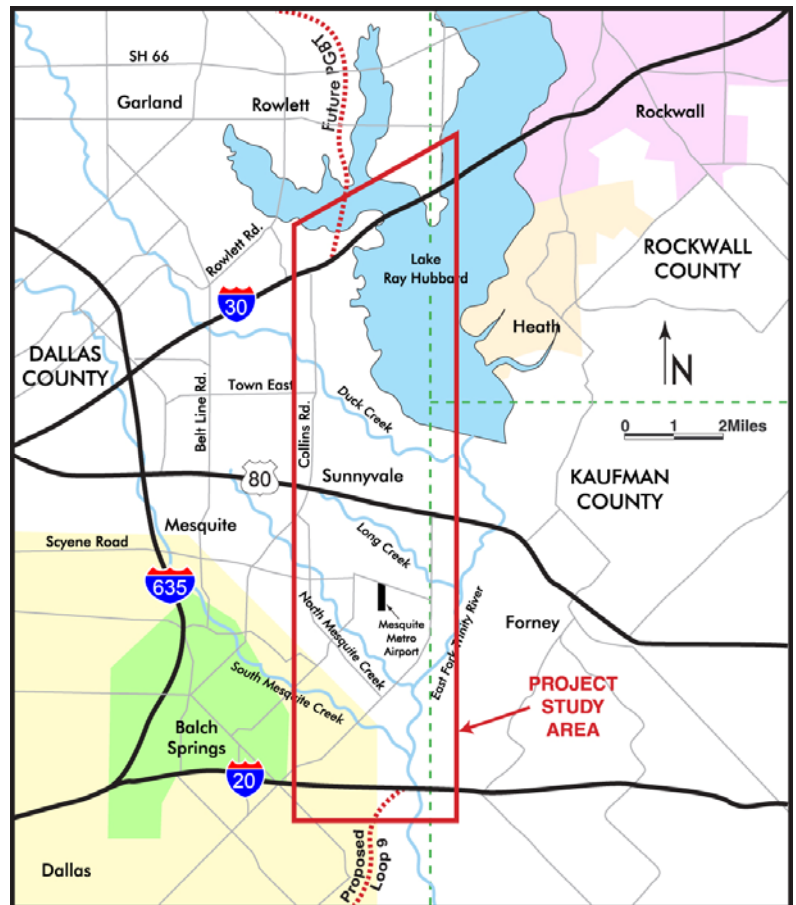 SH 66
Garland
Rowlett
Future PGBT
Rockwall
Rowlett Rd.
Lake
Ray Hubbard
ROCKWALL
COUNTY
30
Heath
N
DALLAS
COUNTY
Belt Line Rd.
Town East
Collins Rd.
Duck Creek
0 1 2Miles
80
Sunnyvale
KAUFMAN
COUNTY
Mesquite
Scyene Road
Long Creek
635
North Mesquite Creek
Mesquite
Metro
Airport
East Fork Trinity River
Forney
South Mesquite Creek
PROJECT
STUDY
AREA
Balch
Springs
20
Proposed
Loop 9
Dallas